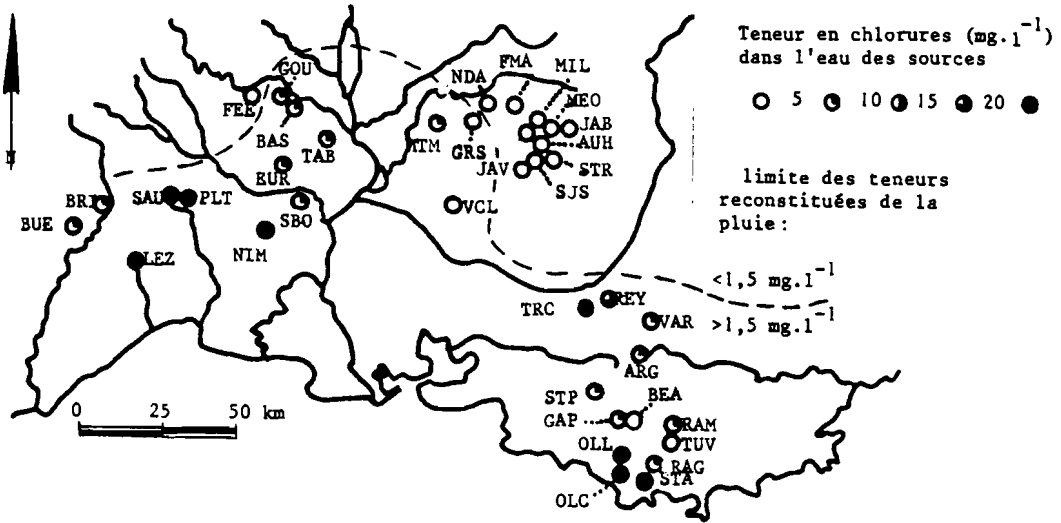 Teneur en chlorures (mg.l⁻¹)
dans l'eau des sources
5 10 15 20
limite des teneurs
reconstituées de la
pluie :
<1,5 mg.l⁻¹
>1,5 mg.l⁻¹
N
GOU
FEE
BAS
TAB
EUR
BRI
BUE
SAU
PLT
SBO
NIM
LEZ
NDA
FMA
MIL
MEO
JAB
AUH
STR
SJS
JAV
GRS
VCL
TRC
REY
VAR
ARG
STP
BEA
GAP
RAM
TUV
OLL
RAG
STA
OLC
0 25 50 km